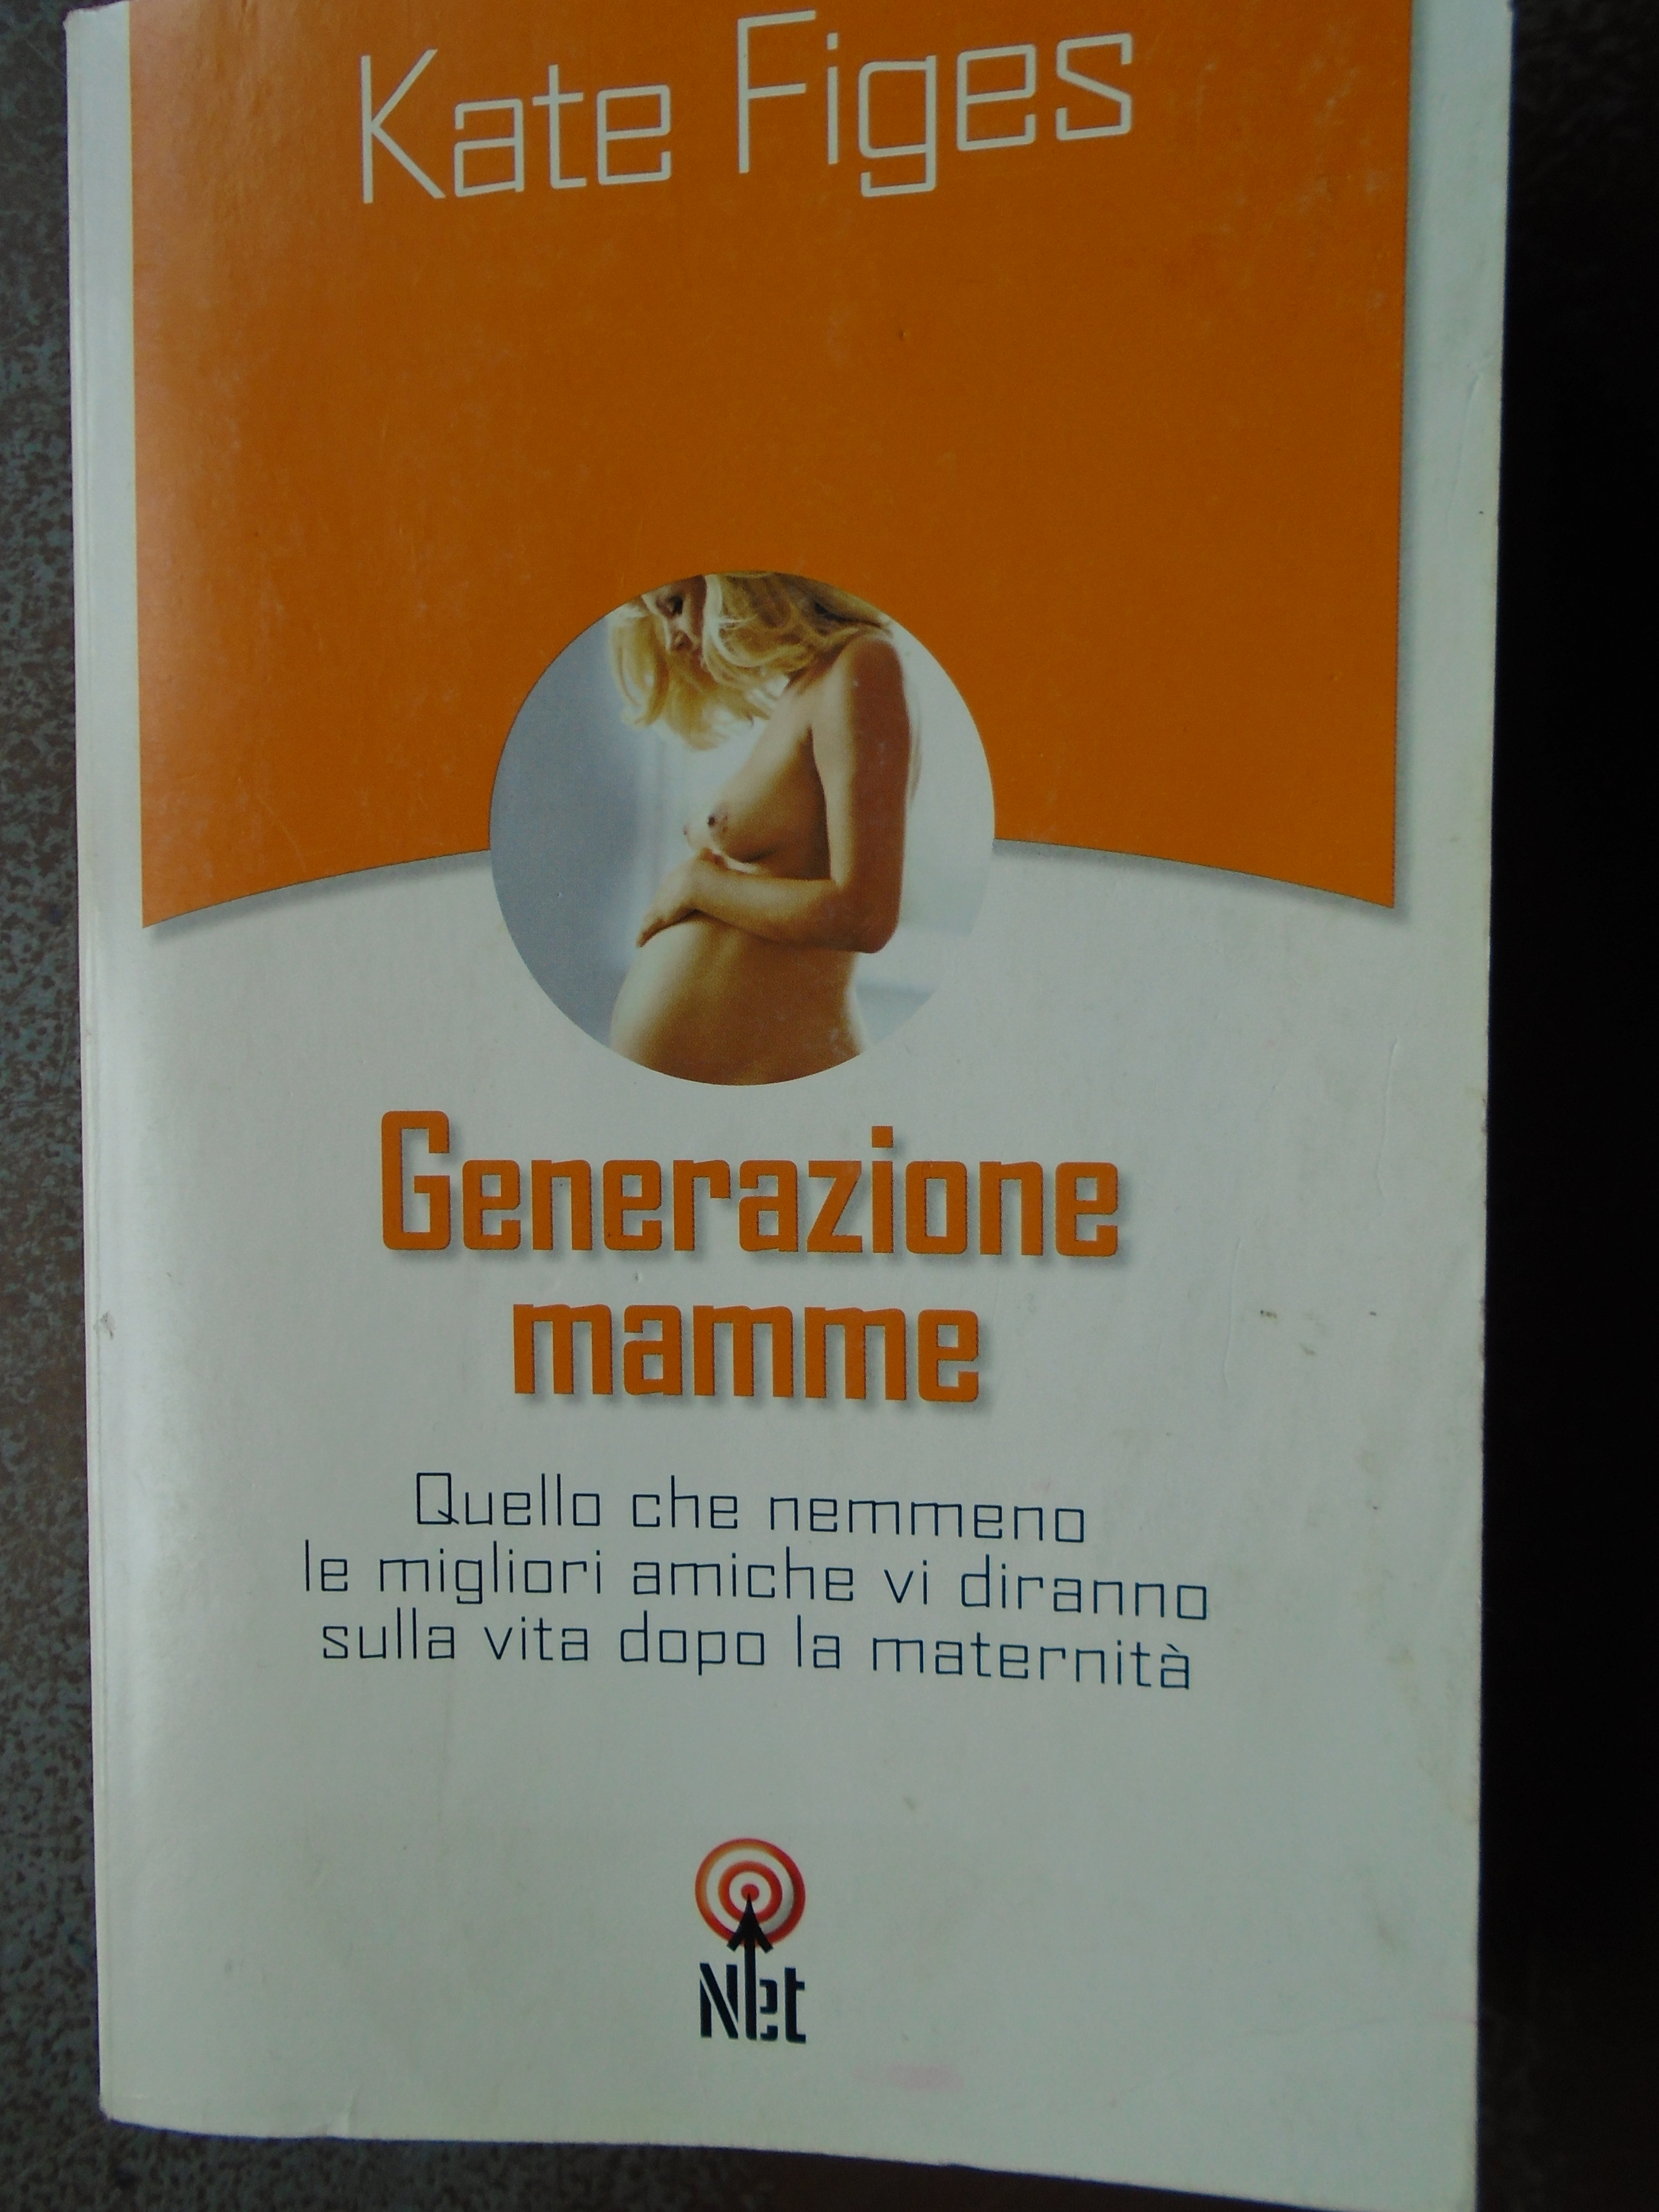 Kate Figes
Generazione
mamme
Quello che nemmeno
le migliori amiche vi diranno
sulla vita dopo la maternità
Net